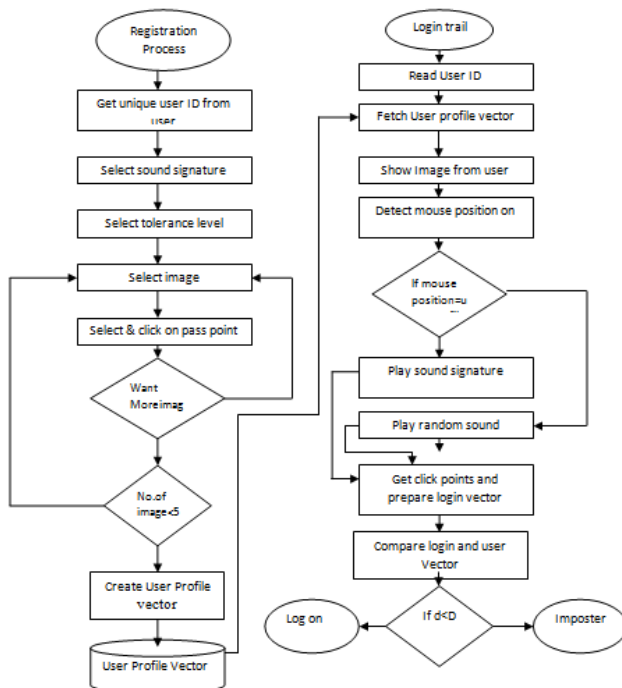 Registration
Process
Get unique user ID from
user
Select sound signature
Select tolerance level
Select image
Select & click on pass point
Want
Moreimag
No.of
image<5
Create User Profile
vector
User Profile Vector
Login trail
Read User ID
Fetch User profile vector
Show Image from user
Detect mouse position on
If mouse
position=u
Play sound signature
Play random sound
Get click points and
prepare login vector
Compare login and user
Vector
If d<D
Log on
Imposter